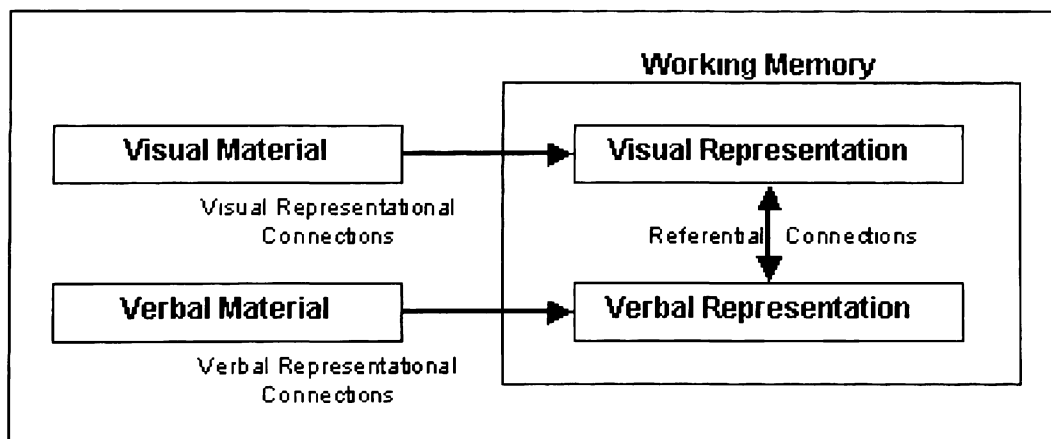 Working Memory
Visual Material
Visual Representation
Visual Representational
Connections
Referential Connections
Verbal Material
Verbal Representation
Verbal Representational
Connections